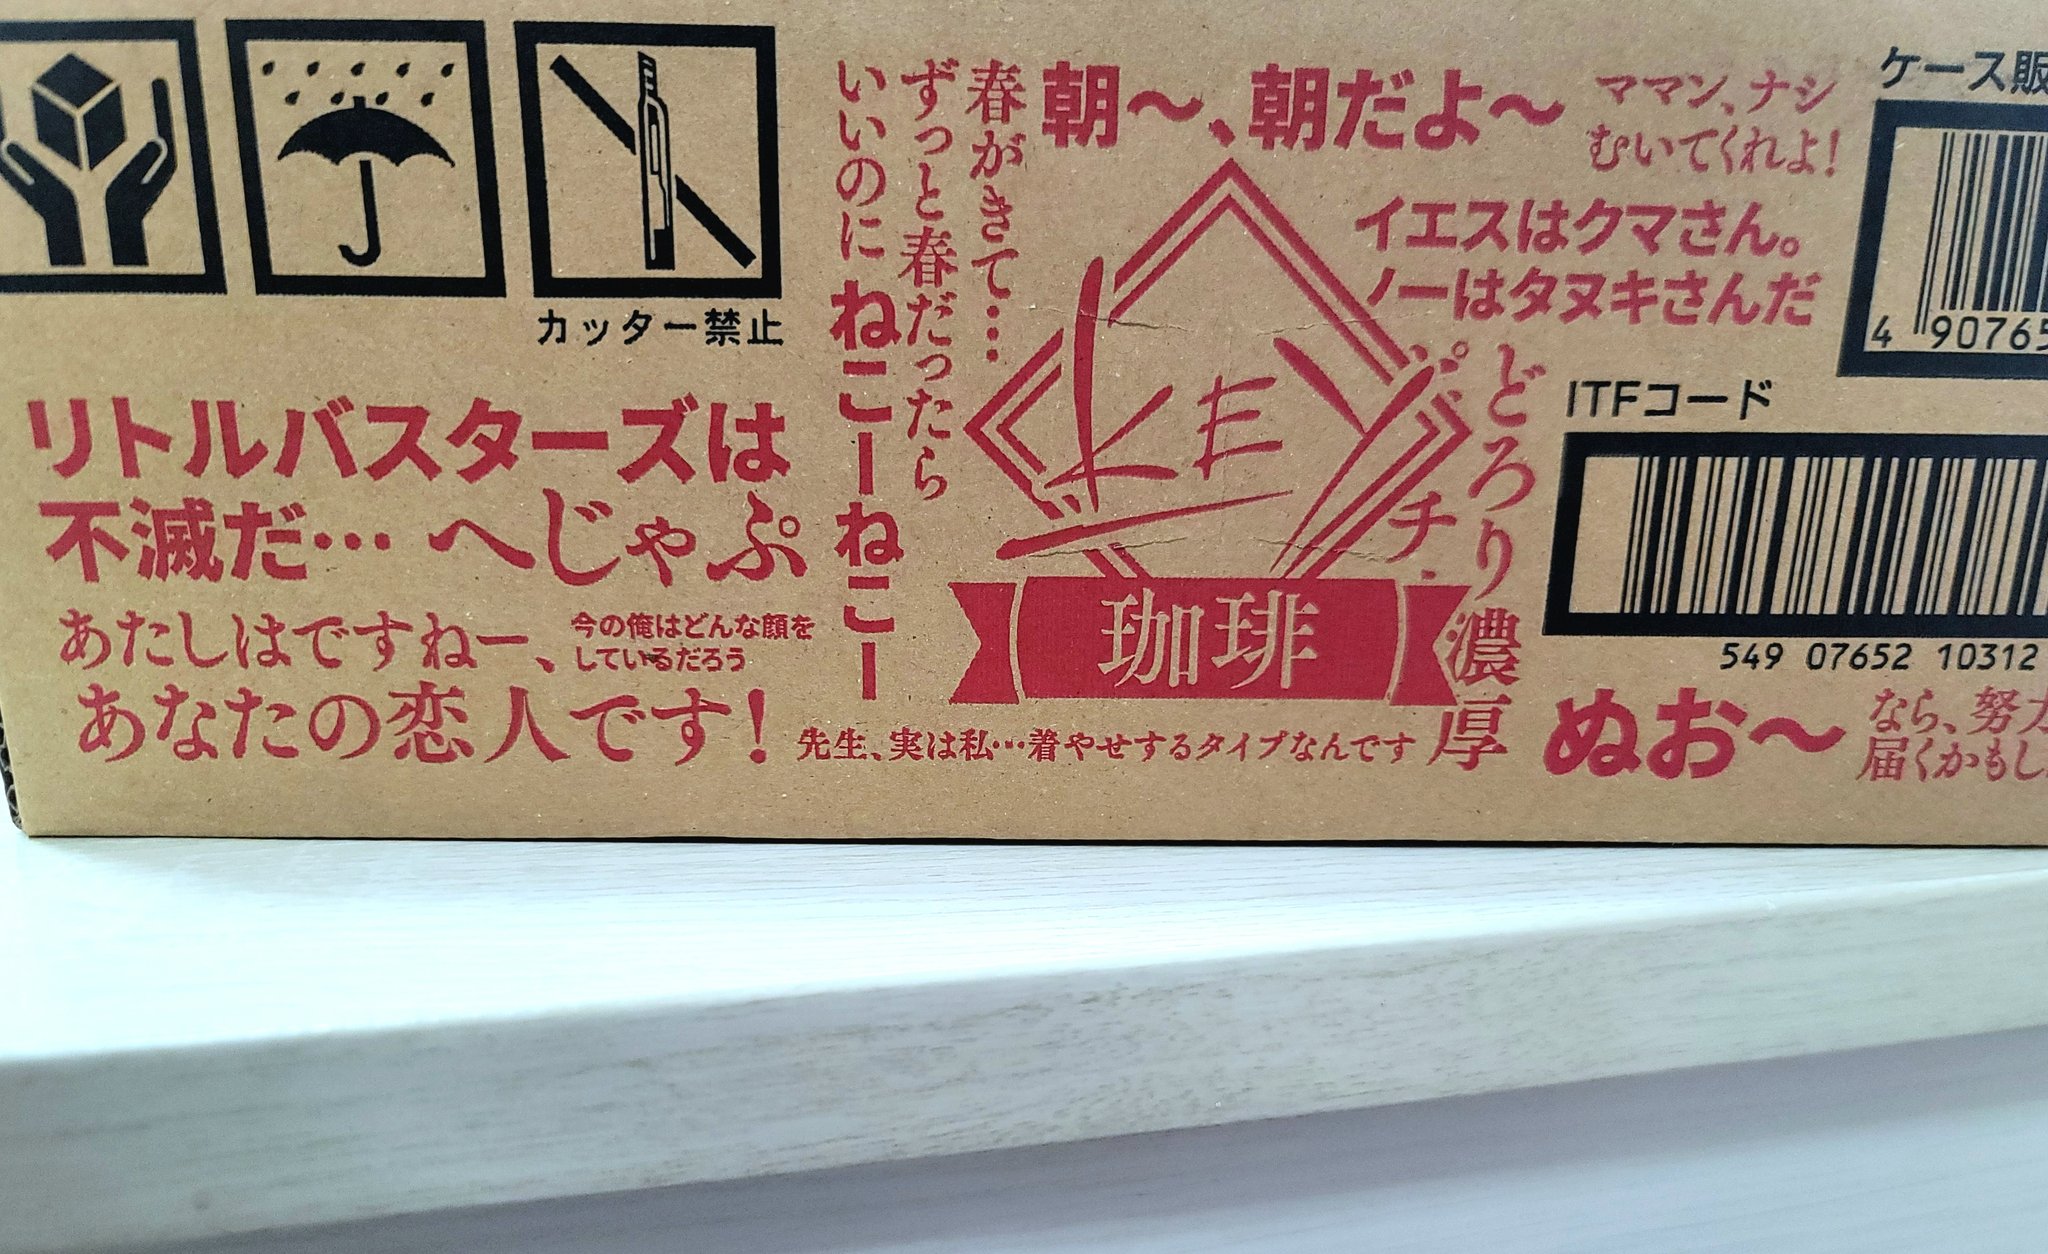 カッター禁止
リトルバスターズは
不滅だ… へじゃぷ
あたしはですねー、
あなたの恋人です！
今の俺はどんな顔を
しているだろう
春がきて…
ずっと春だったら
いいのに
ねこーねこー
朝〜、朝だよ〜
ママン、ナシ
むいてくれよ！
イエスはクマさん。
ノーはタヌキさんだ
KEY
珈琲
パチ.
どろり濃厚
先生、実は私…着やせするタイプなんです
ぬお〜
なら、努力
届くかもし
ケース販
4 90765
ITFコード
549 07652 10312